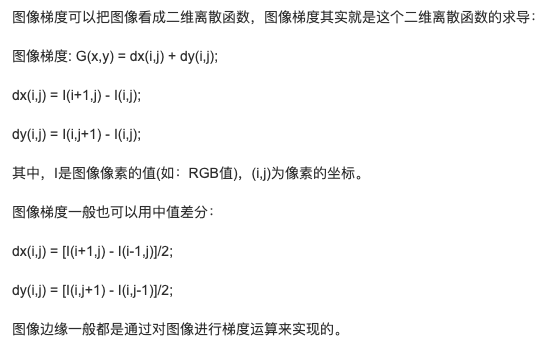 图像梯度可以把图像看成二维离散函数，图像梯度其实就是这个二维离散函数的求导：
图像梯度: G(x,y) = dx(i,j) + dy(i,j);
dx(i,j) = I(i+1,j) - I(i,j);
dy(i,j) = I(i,j+1) - I(i,j);
其中，I是图像像素的值(如：RGB值)，(i,j)为像素的坐标。
图像梯度一般也可以用中值差分：
dx(i,j) = [I(i+1,j) - I(i-1,j)]/2;
dy(i,j) = [I(i,j+1) - I(i,j-1)]/2;
图像边缘一般都是通过对图像进行梯度运算来实现的。